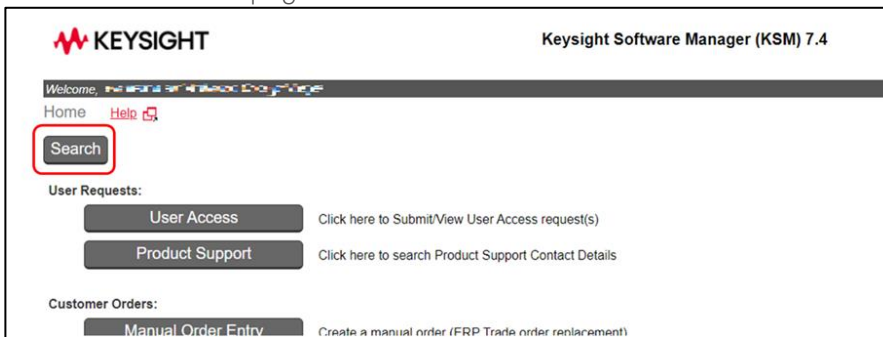 KEYSIGHT
Keysight Software Manager (KSM) 7.4
Welcome,
Home Help
Search
User Requests:
User Access Click here to Submit/View User Access request(s)
Product Support Click here to search Product Support Contact Details
Customer Orders:
Manual Order Entry Create a manual order (ERP Trade order replacement)